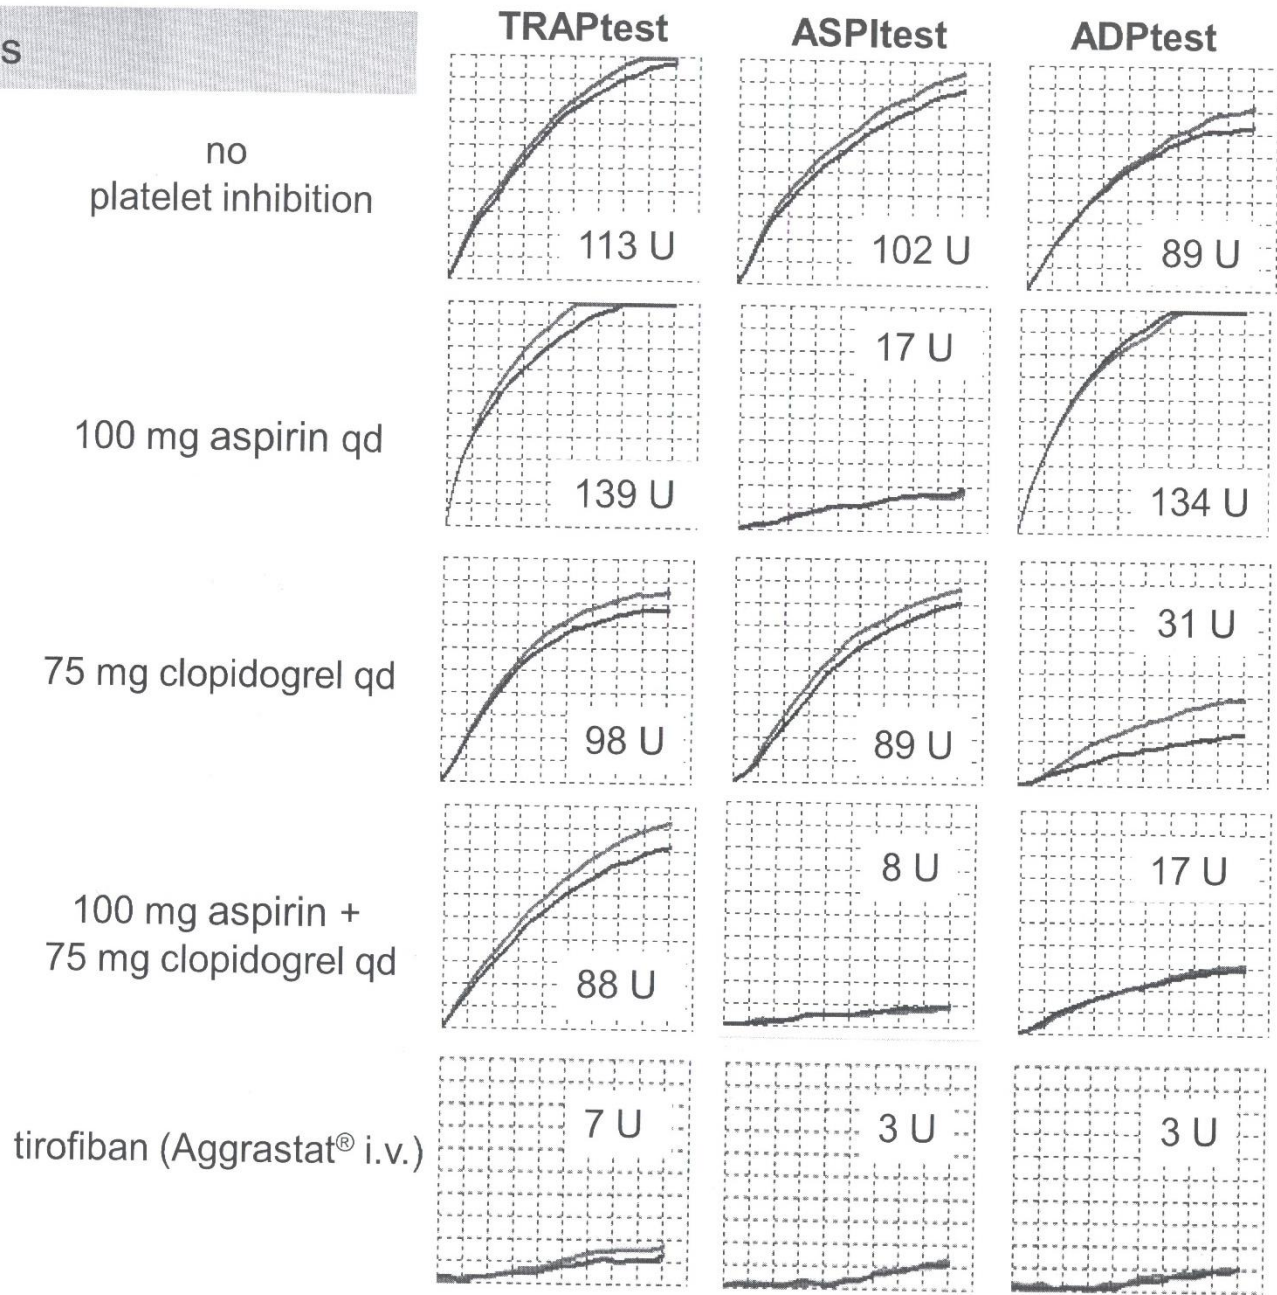 s
TRAPtest ASPItest ADPtest
no
platelet inhibition
113 U 102 U 89 U
100 mg aspirin qd
139 U 17 U 134 U
75 mg clopidogrel qd
98 U 89 U 31 U
100 mg aspirin +
75 mg clopidogrel qd
88 U 8 U 17 U
tirofiban (Aggrastat® i.v.)
7 U 3 U 3 U